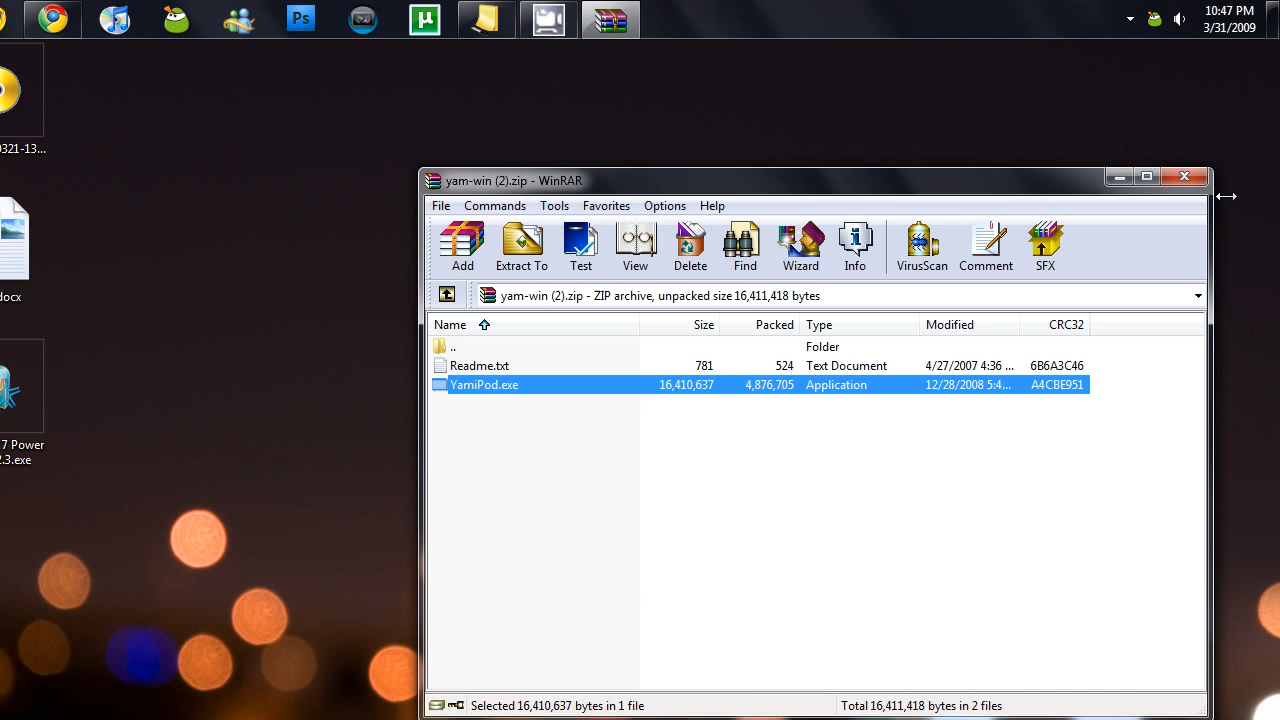 Ps
µ
10:47 PM
3/31/2009
0321-13...
docx
7 Power
2.3.exe
yam-win (2).zip - WinRAR
File Commands Tools Favorites Options Help
Add Extract To Test View Delete Find Wizard Info VirusScan Comment SFX
yam-win (2).zip - ZIP archive, unpacked size 16,411,418 bytes
Name Size Packed Type Modified CRC32
.. Folder
Readme.txt 781 524 Text Document 4/27/2007 4:36 ... 6B6A3C46
YamiPod.exe 16,410,637 4,876,705 Application 12/28/2008 5:4... A4CBE951
Selected 16,410,637 bytes in 1 file Total 16,411,418 bytes in 2 files